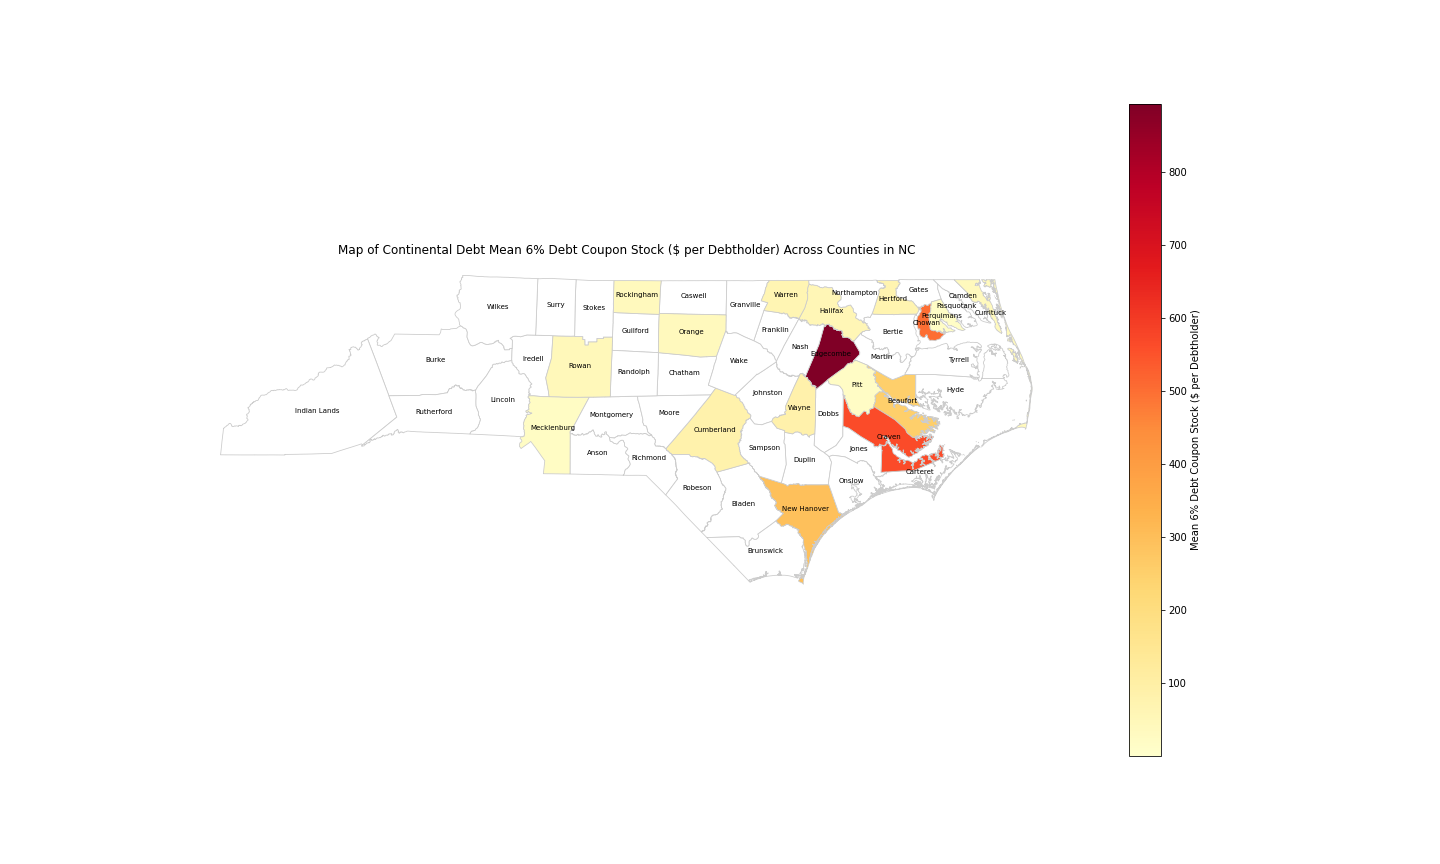 Map of Continental Debt Mean 6% Debt Coupon Stock ($ per Debtholder) Across Counties in NC
Wilkes
Surry
Stokes
Rockingham
Caswell
Granville
Warren
Halifax
Northampton
Hertford
Gates
Camden
Pasquotank
Currituck
Perquimans
Chowan
Guilford
Orange
Franklin
Bertie
Nash
Edgecombe
Martin
Tyrrell
Burke
Iredell
Rowan
Randolph
Chatham
Wake
Johnston
Pitt
Hyde
Indian Lands
Rutherford
Lincoln
Beaufort
Wayne
Dobbs
Montgomery
Moore
Mecklenburg
Cumberland
Craven
Sampson
Jones
Anson
Richmond
Duplin
Carteret
Robeson
Onslow
Bladen
New Hanover
Brunswick
800
700
600
500
400
300
200
100
Mean 6% Debt Coupon Stock ($ per Debtholder)